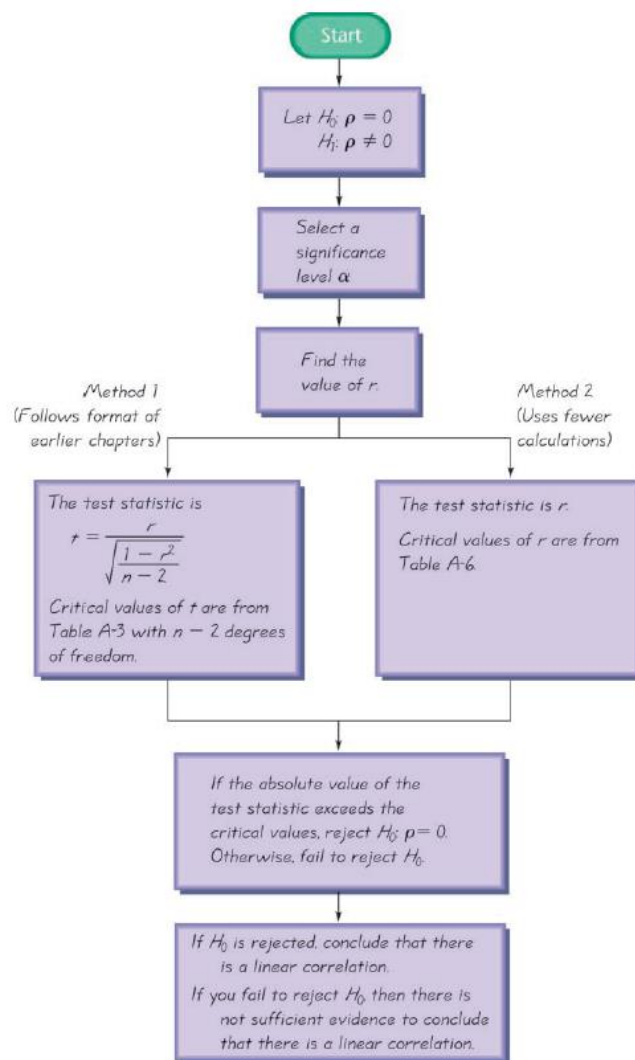 Start
Let H₀: ρ = 0
H₁: ρ ≠ 0
Select a
significance
level α
Find the
value of r.
Method 1
(Follows format of
earlier chapters)
Method 2
(Uses fewer
calculations)
The test statistic is
t = r / √((1 − r²) / (n − 2))
Critical values of t are from
Table A-3 with n − 2 degrees
of freedom.
The test statistic is r.
Critical values of r are from
Table A-6.
If the absolute value of the
test statistic exceeds the
critical values, reject H₀: ρ = 0.
Otherwise, fail to reject H₀.
If H₀ is rejected, conclude that there
is a linear correlation.
If you fail to reject H₀, then there is
not sufficient evidence to conclude
that there is a linear correlation.